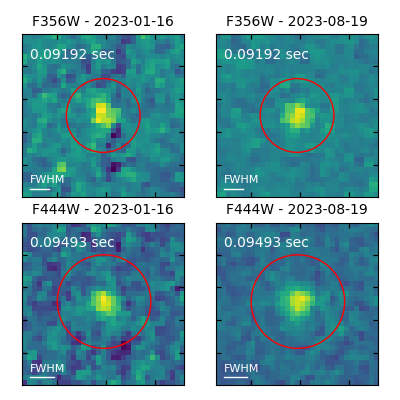 F356W - 2023-01-16
F356W - 2023-08-19
0.09192 sec
0.09192 sec
FWHM
FWHM
F444W - 2023-01-16
F444W - 2023-08-19
0.09493 sec
0.09493 sec
FWHM
FWHM